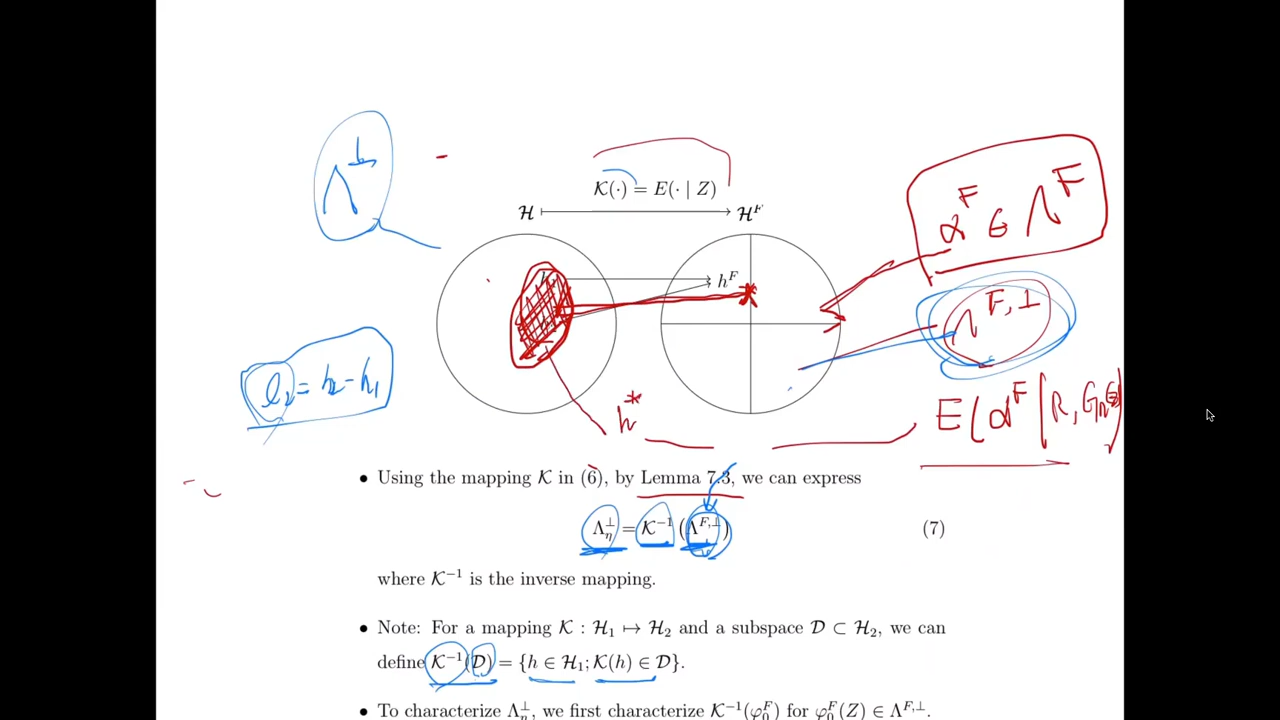 Λ^⊥
𝒦(·) = E(· | Z)
ℋ ⟼ ℋ^F
α^F ∈ Λ^F
h^F
Λ^{F,⊥}
l_2 = h_2 - h_1
h*
E(α^F | R, G_R
• Using the mapping 𝒦 in (6), by Lemma 7.3, we can express
Λ_η^⊥ = 𝒦^{-1} (Λ^{F,⊥}) (7)
where 𝒦^{-1} is the inverse mapping.
• Note: For a mapping 𝒦 : ℋ_1 ↦ ℋ_2 and a subspace 𝒟 ⊂ ℋ_2, we can
define 𝒦^{-1}(𝒟) = {h ∈ ℋ_1; 𝒦(h) ∈ 𝒟}.
• To characterize Λ_η^⊥, we first characterize 𝒦^{-1}(φ_0^F) for φ_0^F(Z) ∈ Λ^{F,⊥}.